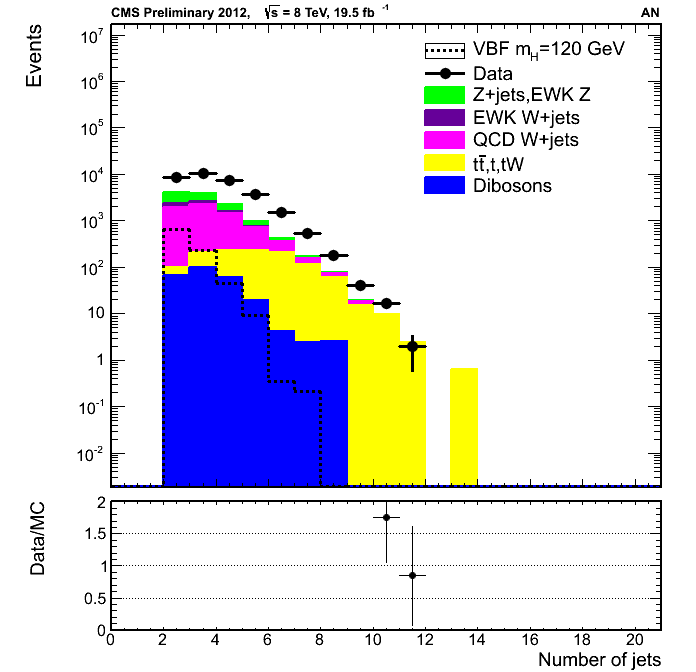 CMS Preliminary 2012, √s = 8 TeV, 19.5 fb⁻¹ AN
Events
10⁷
10⁶
10⁵
10⁴
10³
10²
10
1
10⁻¹
10⁻²
VBF m_H=120 GeV
Data
Z+jets,EWK Z
EWK W+jets
QCD W+jets
tt̅,t,tW
Dibosons
Data/MC
2
1.5
1
0.5
0
0 2 4 6 8 10 12 14 16 18 20
Number of jets